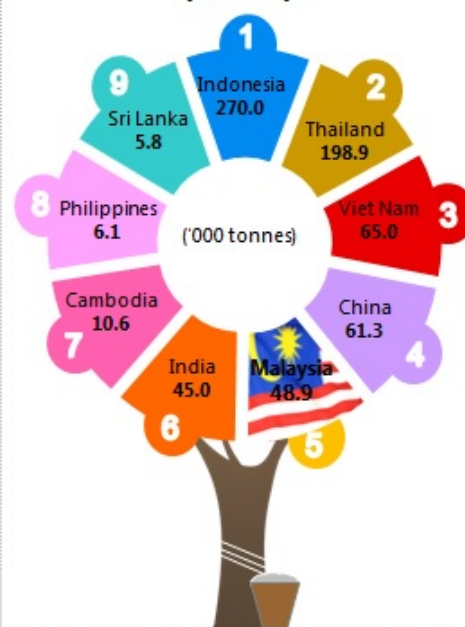 1
Indonesia
270.0
2
Thailand
198.9
3
Viet Nam
65.0
4
China
61.3
5
Malaysia
48.9
6
India
45.0
7
Cambodia
10.6
8
Philippines
6.1
9
Sri Lanka
5.8
('000 tonnes)